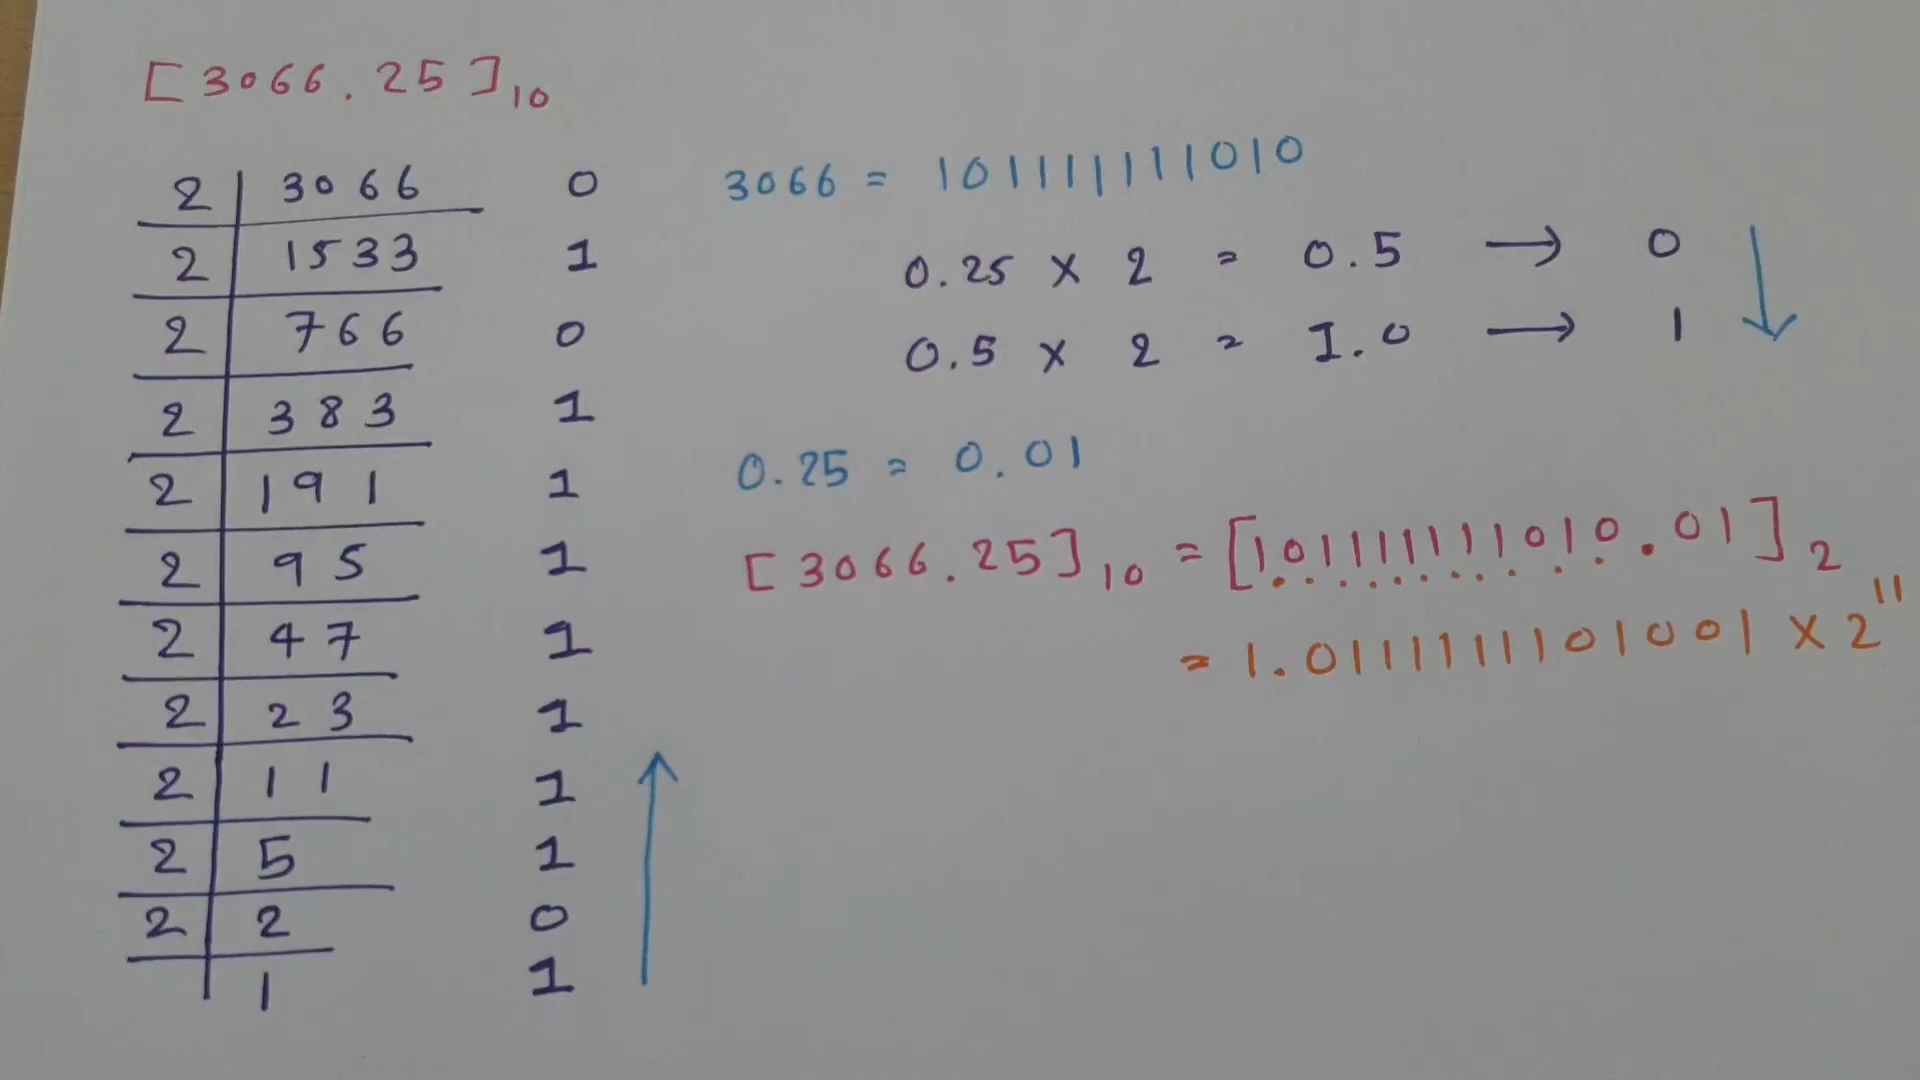 [3066.25]10
2 | 3066 0
2 | 1533 1
2 | 766 0
2 | 383 1
2 | 191 1
2 | 95 1
2 | 47 1
2 | 23 1
2 | 11 1
2 | 5 1
2 | 2 0
| 1 1
3066 = 101111111010
0.25 x 2 = 0.5 → 0
0.5 x 2 = 1.0 → 1
0.25 = 0.01
[3066.25]10 = [101111111010.01]2
= 1.0111111101001 x 2^11